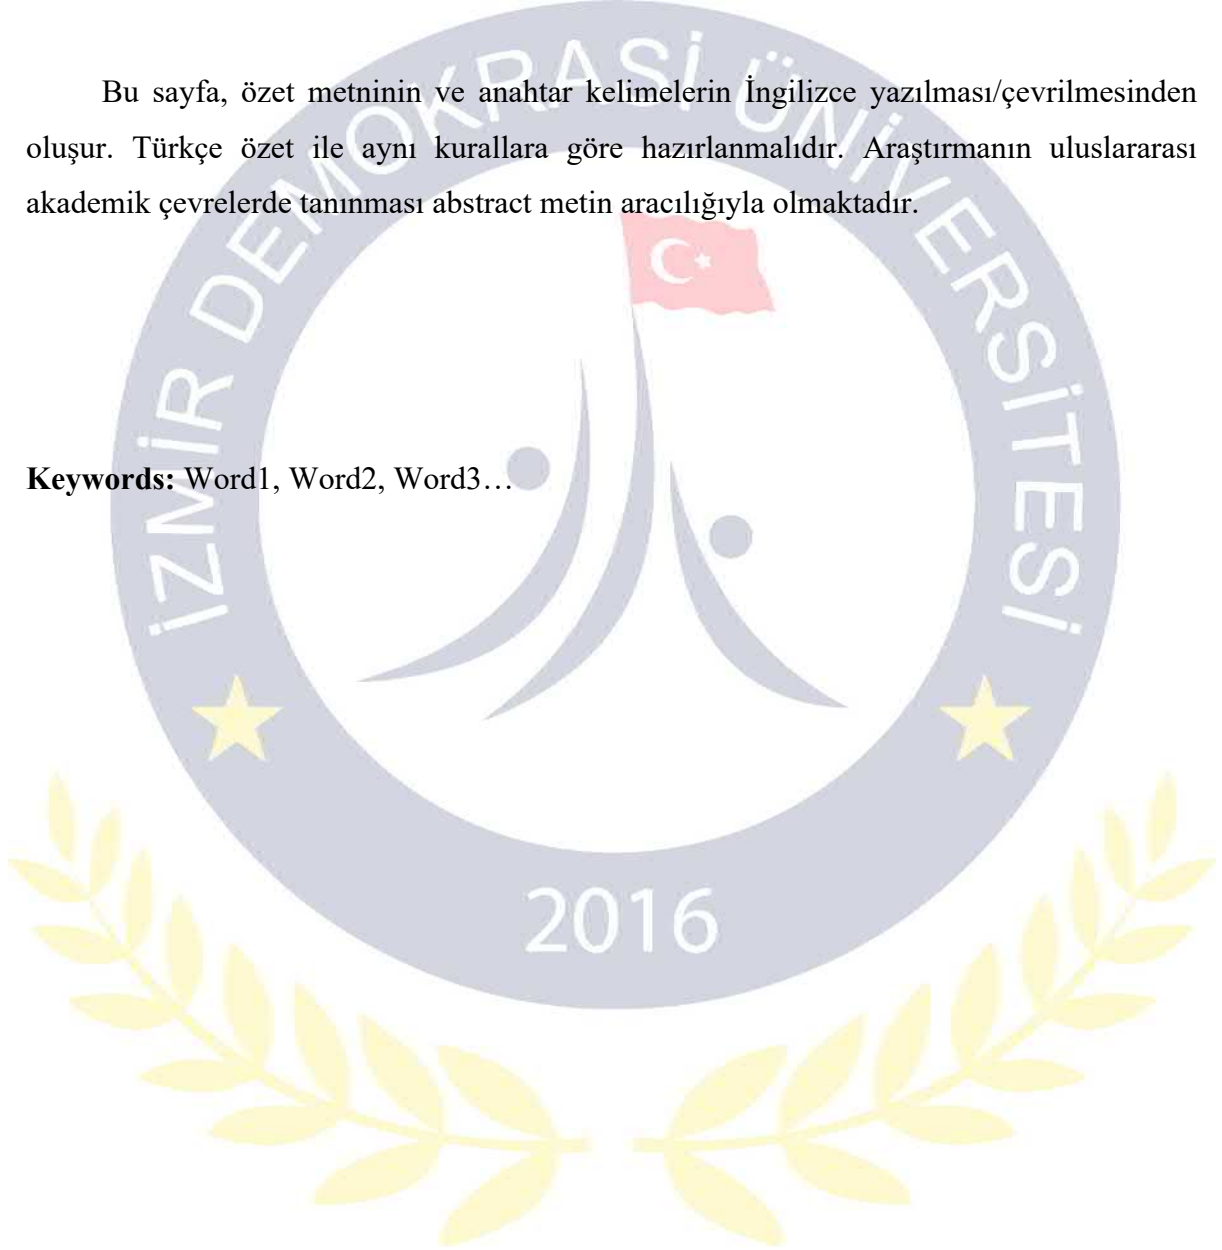 Bu sayfa, özet metninin ve anahtar kelimelerin İngilizce yazılması/çevrilmesinden
oluşur. Türkçe özet ile aynı kurallara göre hazırlanmalıdır. Araştırmanın uluslararası
akademik çevrelerde tanınması abstract metin aracılığıyla olmaktadır.
Keywords: Word1, Word2, Word3…
İZMİR DEMOKRASİ ÜNİVERSİTESİ
2016